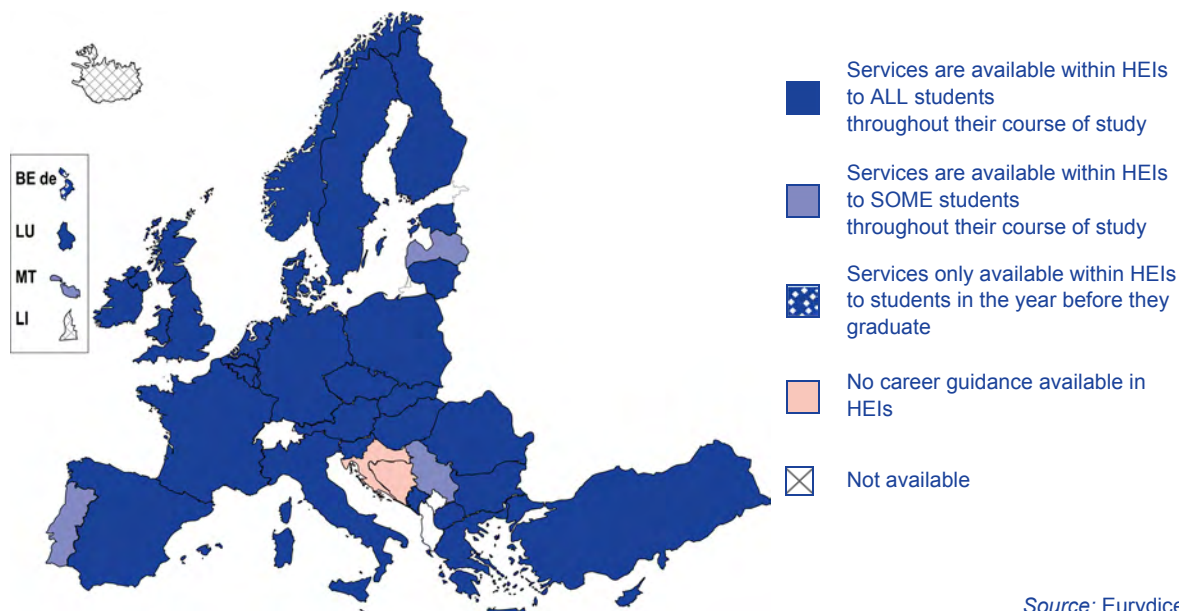 BE de
LU
MT
LI
Services are available within HEIs
to ALL students
throughout their course of study
Services are available within HEIs
to SOME students
throughout their course of study
Services only available within HEIs
to students in the year before they
graduate
No career guidance available in
HEIs
Not available
Source: Eurydice